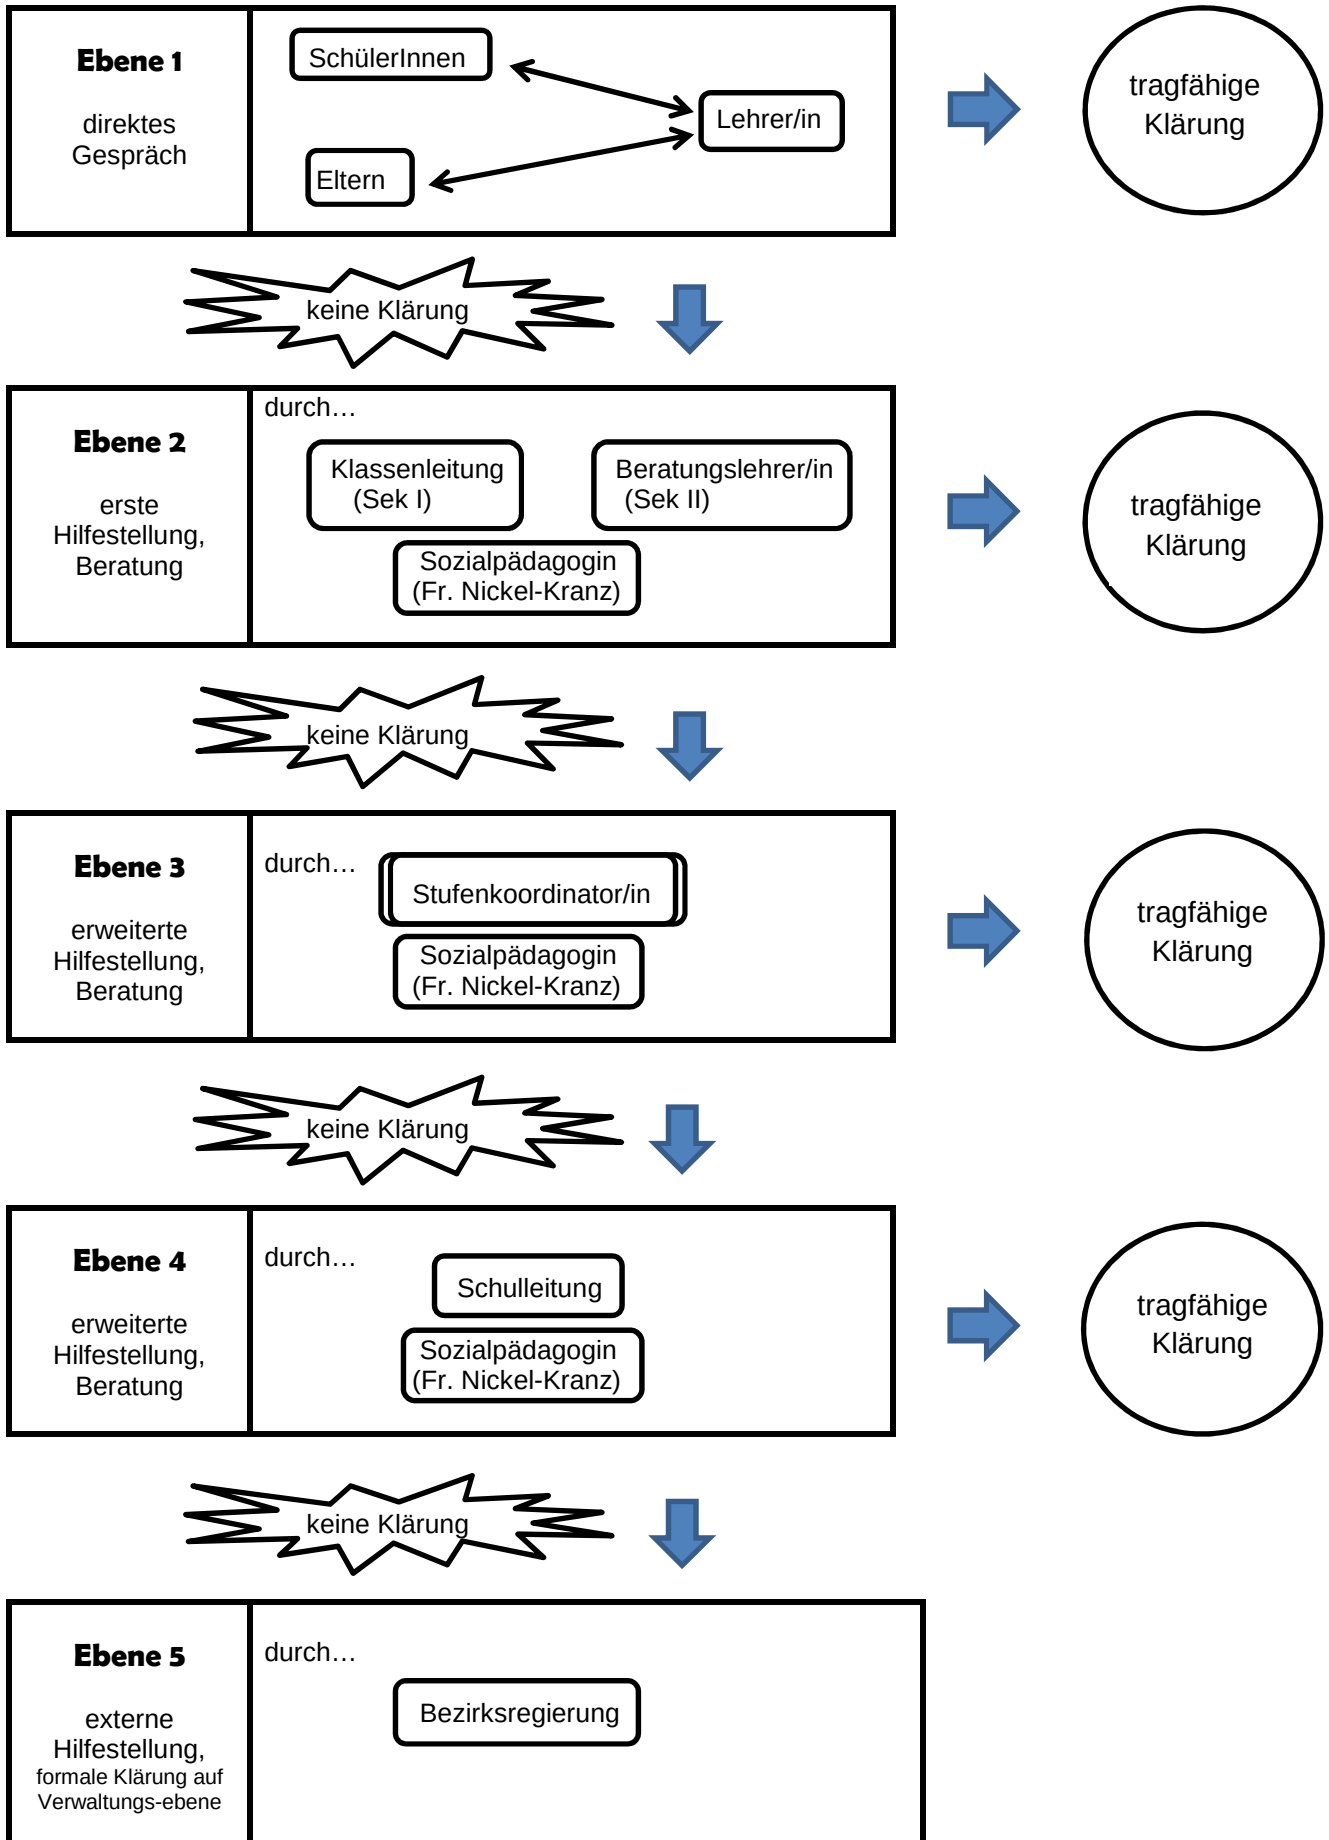 Ebene 1
direktes
Gespräch
SchülerInnen
Lehrer/in
Eltern
tragfähige
Klärung
keine Klärung
Ebene 2
erste
Hilfestellung,
Beratung
durch…
Klassenleitung
(Sek I)
Beratungslehrer/in
(Sek II)
Sozialpädagogin
(Fr. Nickel-Kranz)
tragfähige
Klärung
keine Klärung
Ebene 3
erweiterte
Hilfestellung,
Beratung
durch…
Stufenkoordinator/in
Sozialpädagogin
(Fr. Nickel-Kranz)
tragfähige
Klärung
keine Klärung
Ebene 4
erweiterte
Hilfestellung,
Beratung
durch…
Schulleitung
Sozialpädagogin
(Fr. Nickel-Kranz)
tragfähige
Klärung
keine Klärung
Ebene 5
externe
Hilfestellung,
formale Klärung auf
Verwaltungs-ebene
durch…
Bezirksregierung